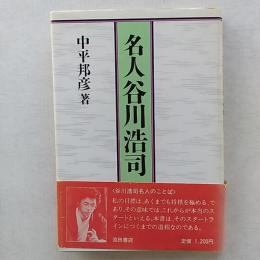 名人谷川浩司
中平邦彦著
〈谷川浩司名人のことば〉
私の目標は、あくまでも将棋を極める、で
あり、その意味では、これからが本当のスタ
ートといえる。本書は、そのスタートラ
インにつくまでの道程なのである。
定価 1,200円